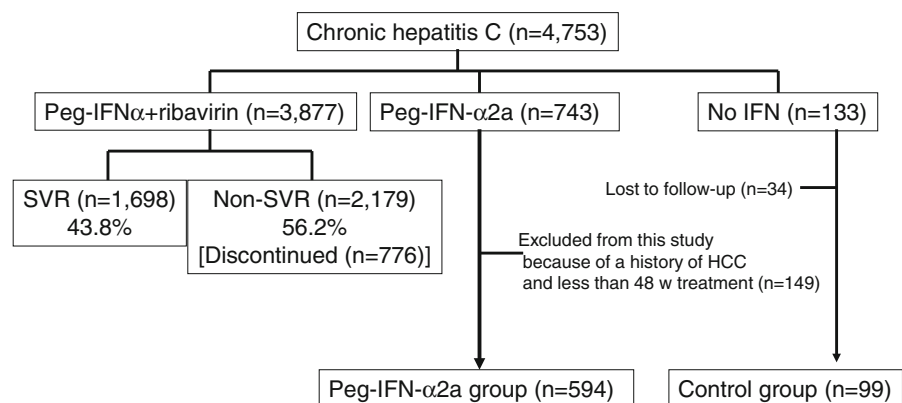 Chronic hepatitis C (n=4,753)
Peg-IFNα+ribavirin (n=3,877)
Peg-IFN-α2a (n=743)
No IFN (n=133)
SVR (n=1,698)
43.8%
Non-SVR (n=2,179)
56.2%
[Discontinued (n=776)]
Lost to follow-up (n=34)
Excluded from this study
because of a history of HCC
and less than 48 w treatment (n=149)
Peg-IFN-α2a group (n=594)
Control group (n=99)